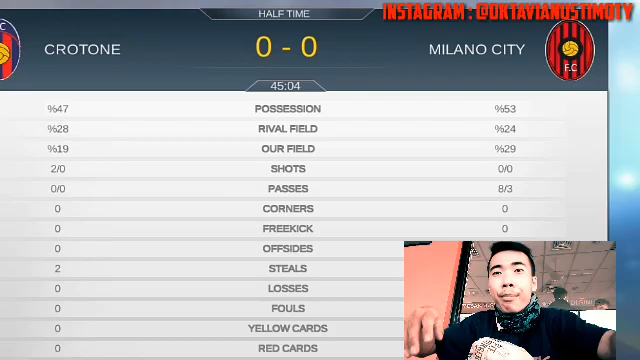 HALF TIME
INSTAGRAM : @OKTAVIANUSTIMOTY
CROTONE
0 - 0
MILANO CITY
F.C
45:04
%47 POSSESSION %53
%28 RIVAL FIELD %24
%19 OUR FIELD %29
2/0 SHOTS 0/0
0/0 PASSES 8/3
0 CORNERS 0
0 FREEKICK 0
0 OFFSIDES
2 STEALS
0 LOSSES
0 FOULS
0 YELLOW CARDS
0 RED CARDS